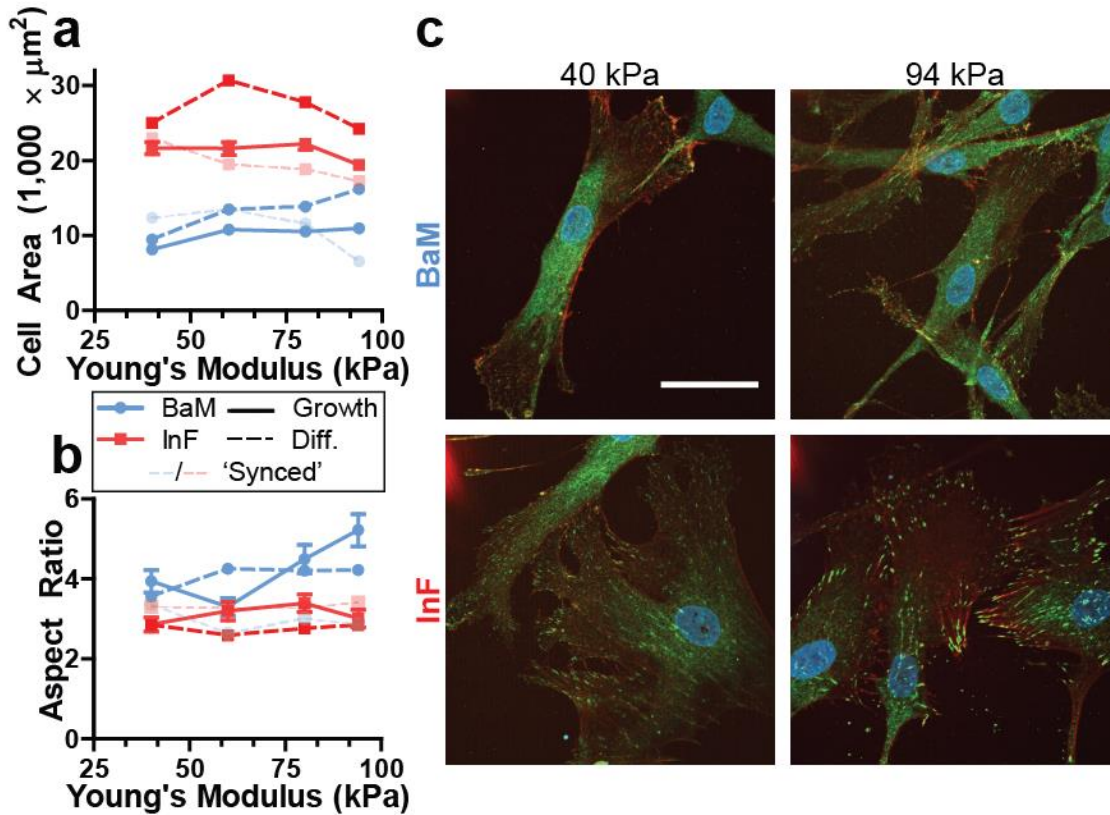 a
Cell Area (1,000 × μm²)
30
20
10
0
25 50 75 100
Young's Modulus (kPa)
BaM Growth
InF Diff.
/ 'Synced'
b
Aspect Ratio
6
4
2
0
25 50 75 100
Young's Modulus (kPa)
c
40 kPa 94 kPa
BaM
InF